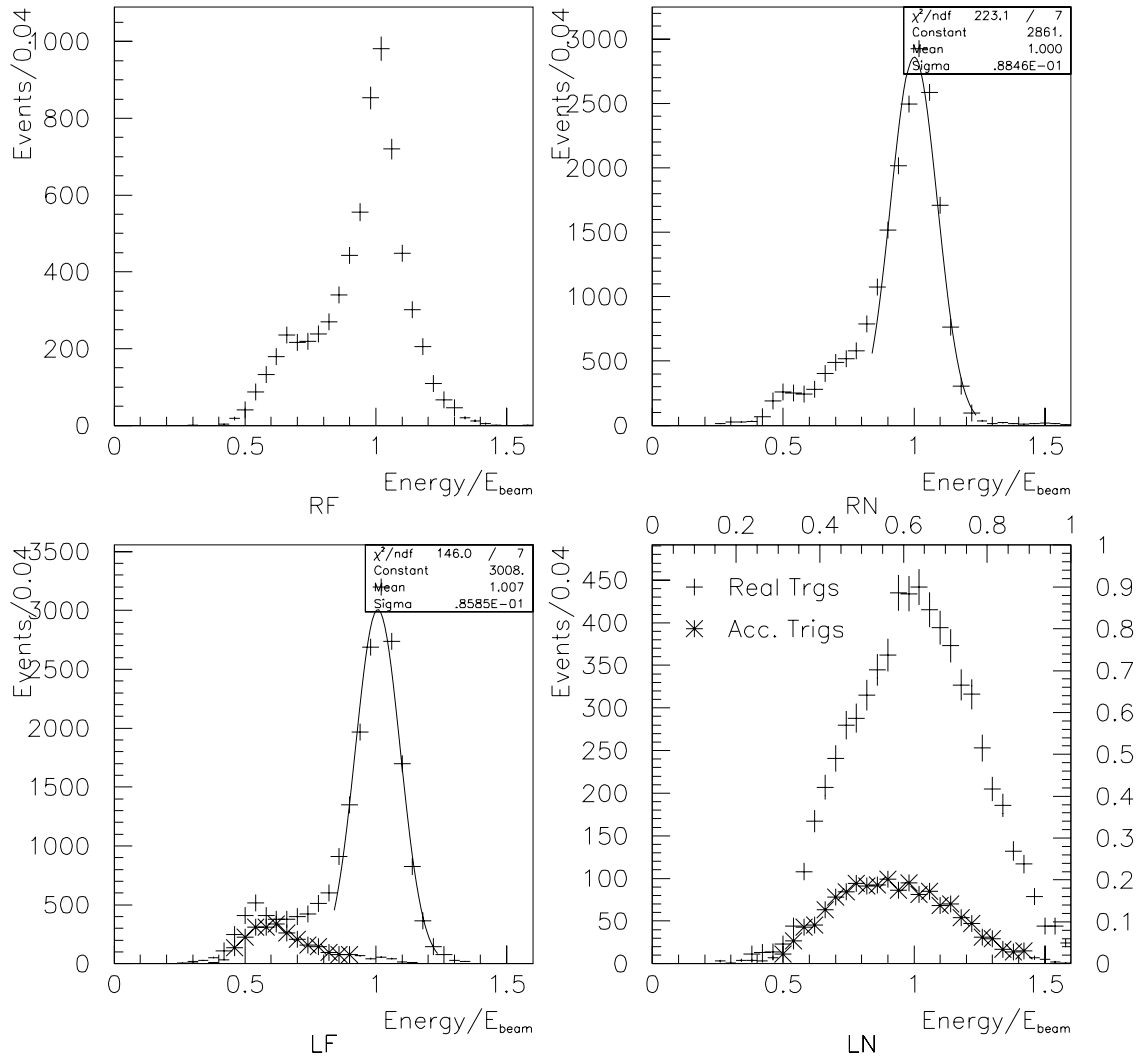 Events/0.04
1000
800
600
400
200
0
0 0.5 1 1.5
Energy/E_beam
RF
χ²/ndf 223.1 / 7
Constant 2861.
Mean 1.000
Sigma .8846E-01
Events/0.04
3000
2500
2000
1500
1000
500
0
0 0.5 1 1.5
Energy/E_beam
RN
χ²/ndf 146.0 / 7
Constant 3008.
Mean 1.007
Sigma .8585E-01
Events/0.04
3500
3000
2500
2000
1500
1000
500
0
0 0.5 1 1.5
Energy/E_beam
LF
0 0.2 0.4 0.6 0.8 1
Real Trgs
Acc. Trigs
Events/0.04
450
400
350
300
250
200
150
100
50
0
1
0.9
0.8
0.7
0.6
0.5
0.4
0.3
0.2
0.1
0
0 0.5 1 1.5
Energy/E_beam
LN